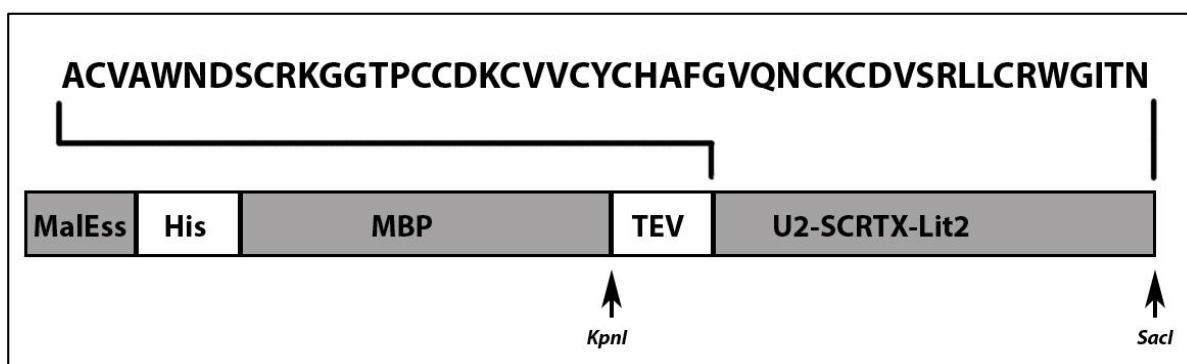 ACVAWNDSCRKGGTPCCDKCVVCYCHAFGVQNCKCDVSRLLCRWGITN
MalEss His MBP TEV U2-SCRTX-Lit2
KpnI SacI